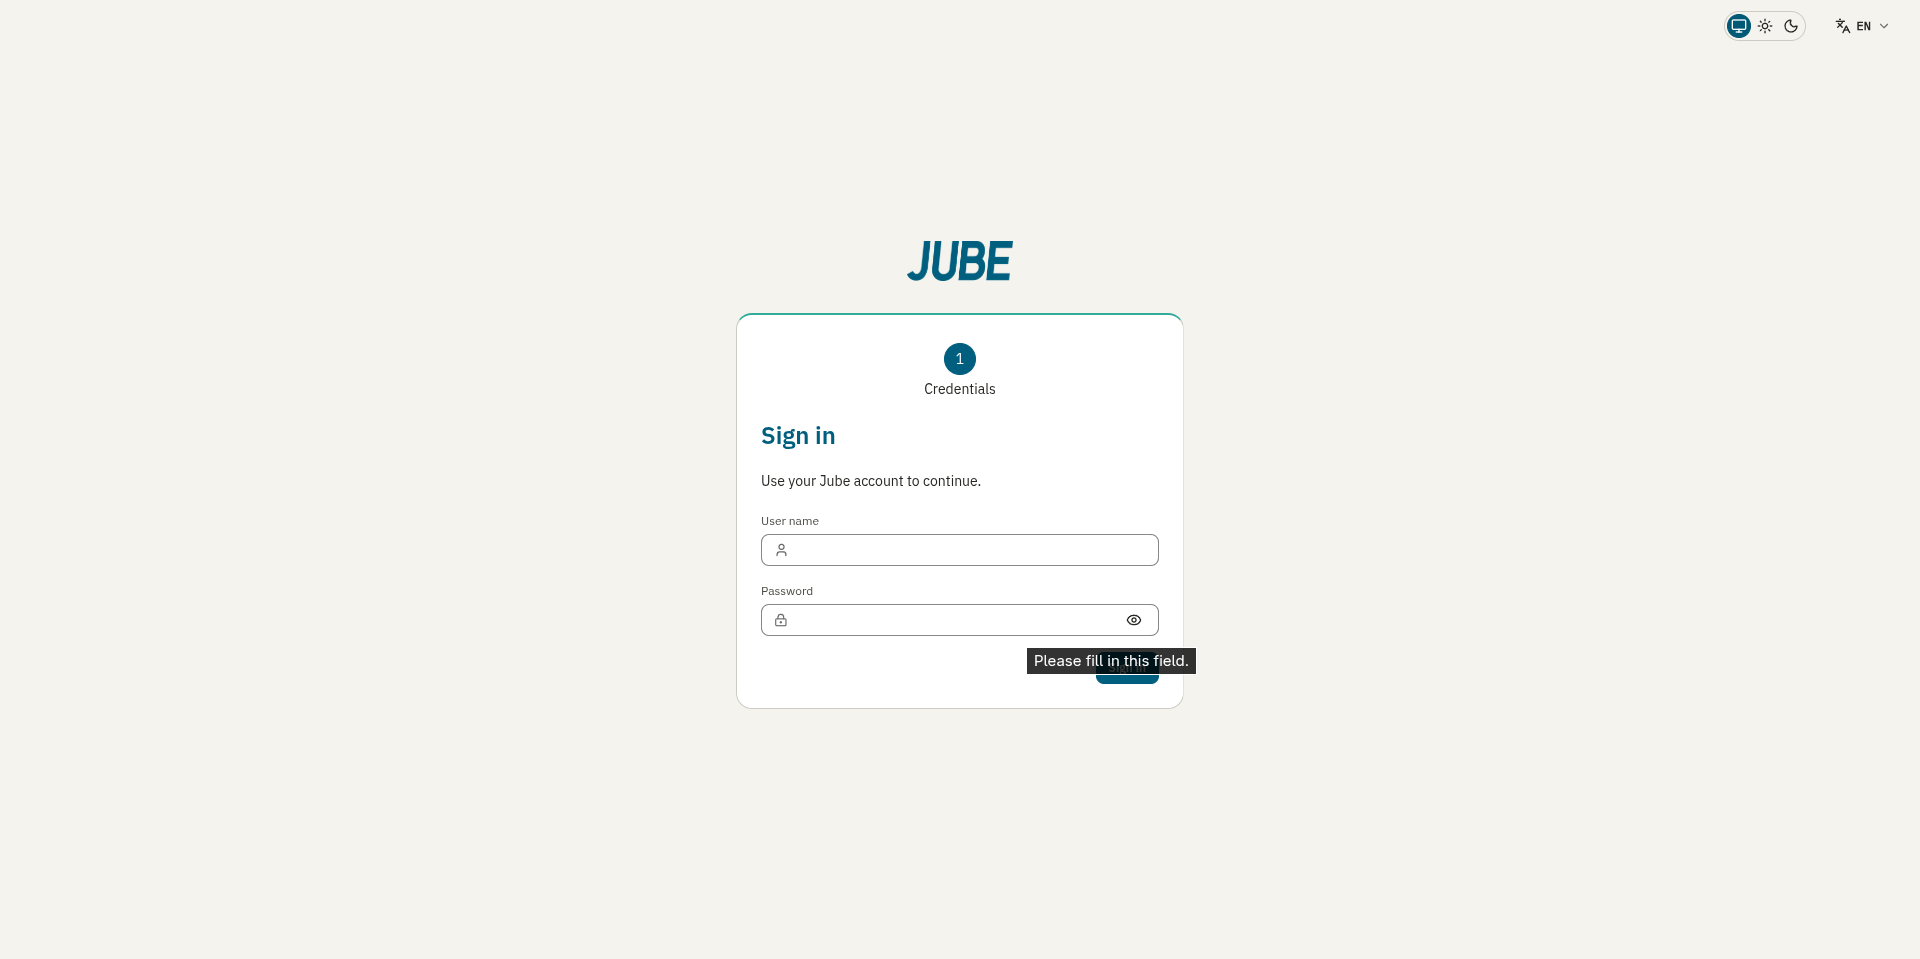 EN
JUBE
1
Credentials
Sign in
Use your Jube account to continue.
User name
Password
Please fill in this field.